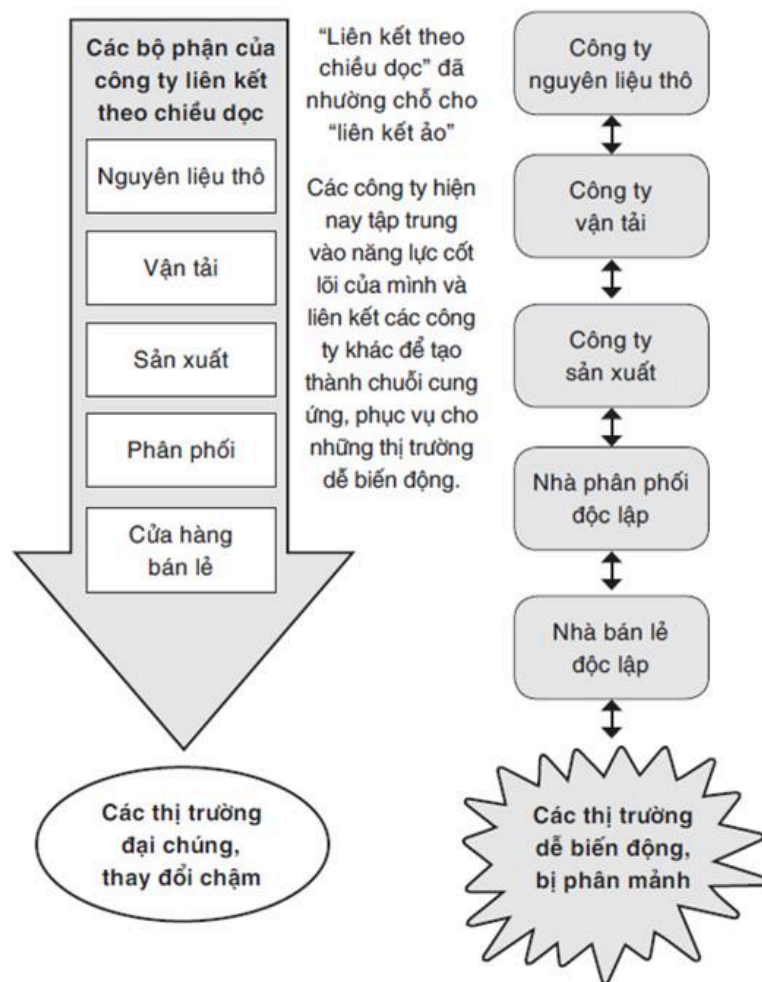 Các bộ phận của
công ty liên kết
theo chiều dọc
Nguyên liệu thô
Vận tải
Sản xuất
Phân phối
Cửa hàng
bán lẻ
Các thị trường
đại chúng,
thay đổi chậm
“Liên kết theo
chiều dọc” đã
nhường chỗ cho
“liên kết ảo”
Các công ty hiện
nay tập trung
vào năng lực cốt
lõi của mình và
liên kết các công
ty khác để tạo
thành chuỗi cung
ứng, phục vụ cho
những thị trường
dễ biến động.
Công ty
nguyên liệu thô
Công ty
vận tải
Công ty
sản xuất
Nhà phân phối
độc lập
Nhà bán lẻ
độc lập
Các thị trường
dễ biến động,
bị phân mảnh